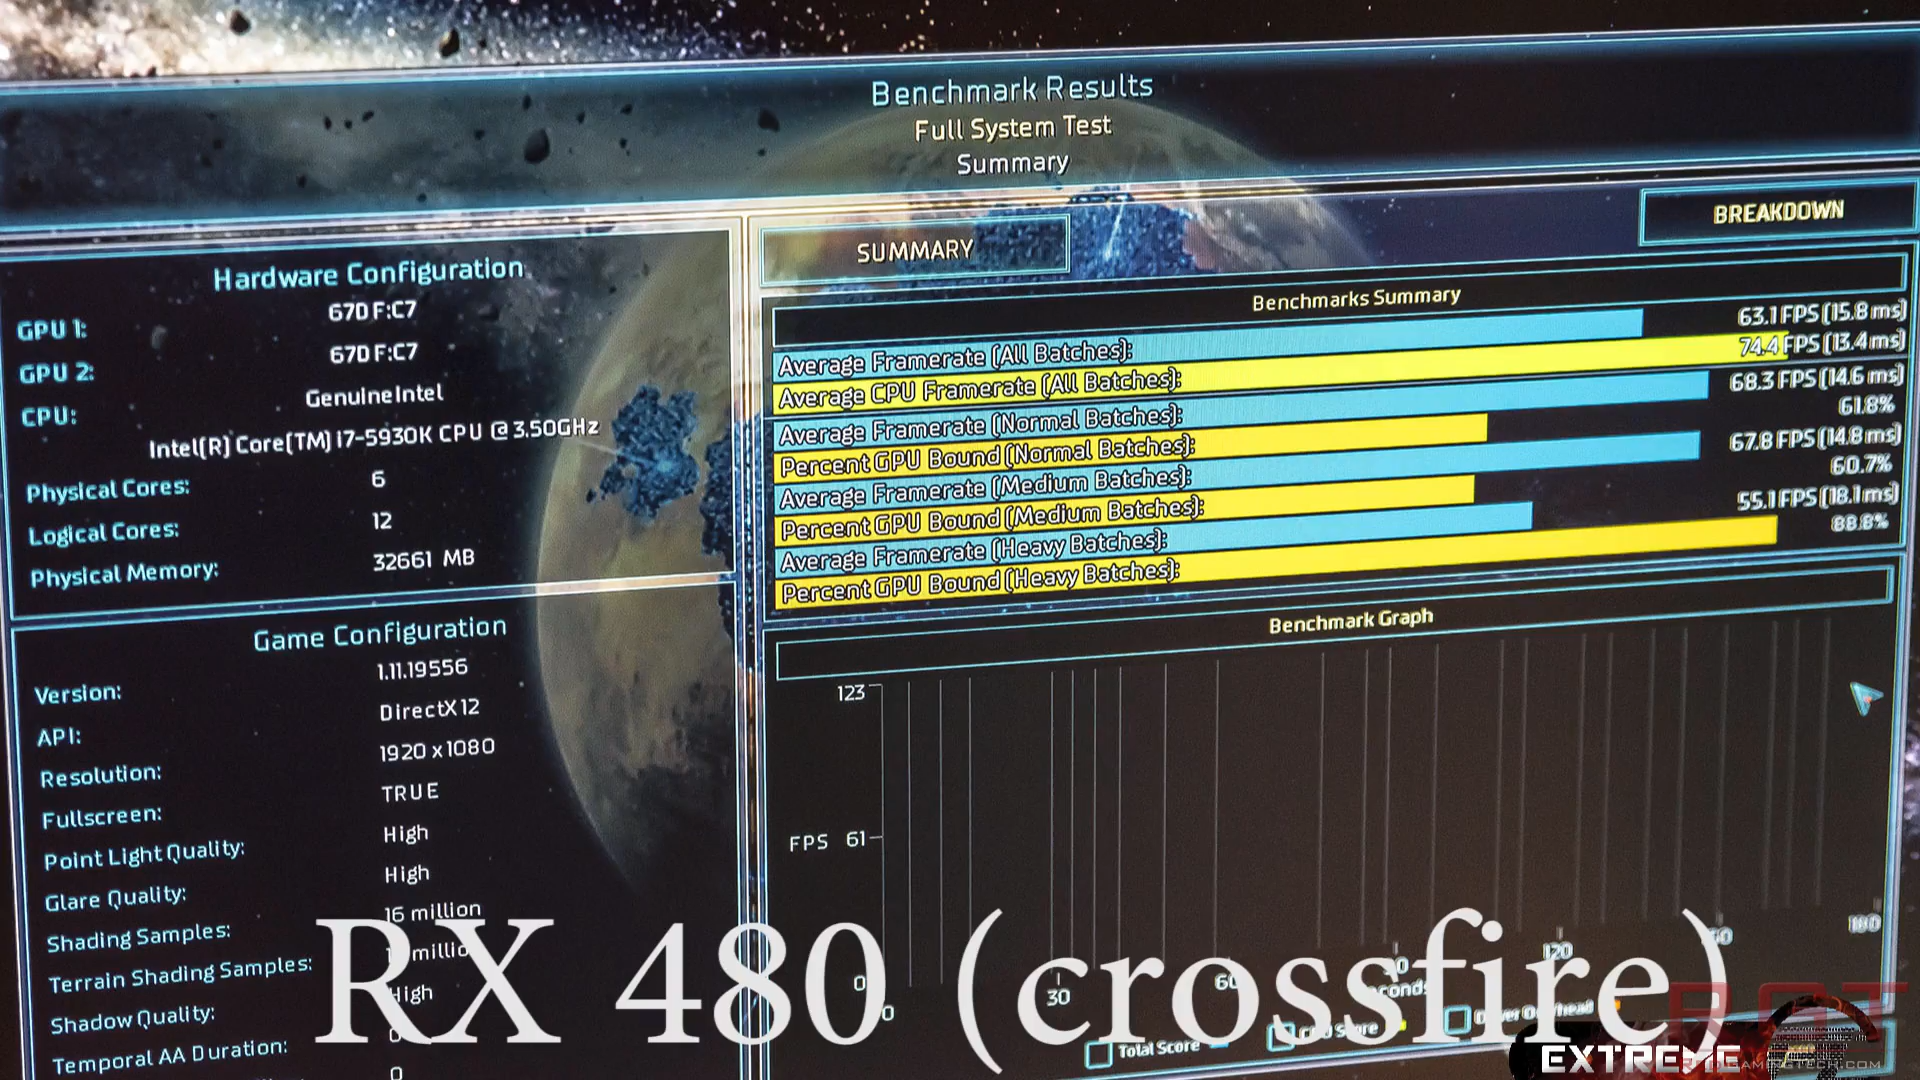 Benchmark Results
Full System Test
Summary
Hardware Configuration
GPU 1: 67DF:C7
GPU 2: 67DF:C7
CPU: GenuineIntel
Intel(R) Core(TM) i7-5930K CPU @ 3.50GHz
Physical Cores: 6
Logical Cores: 12
Physical Memory: 32661 MB
Game Configuration
Version: 1.11.19556
API: DirectX 12
Resolution: 1920 x 1080
Fullscreen: TRUE
Point Light Quality: High
Glare Quality: High
Shading Samples: 16 million
Terrain Shading Samples: million
Shadow Quality: High
Temporal AA Duration: 0
0
SUMMARY
BREAKDOWN
Benchmarks Summary
Average Framerate (All Batches): 63.1 FPS (15.8 ms)
Average CPU Framerate (All Batches): 74.4 FPS (13.4 ms)
Average Framerate (Normal Batches): 68.3 FPS (14.6 ms)
Percent GPU Bound (Normal Batches): 61.8%
Average Framerate (Medium Batches): 67.8 FPS (14.8 ms)
Percent GPU Bound (Medium Batches): 60.7%
Average Framerate (Heavy Batches): 55.1 FPS (18.1 ms)
Percent GPU Bound (Heavy Batches): 88.8%
Benchmark Graph
123
FPS 61
0
0 30 60 120 180
Total Score
RX 480 (crossfire)
EXTREME